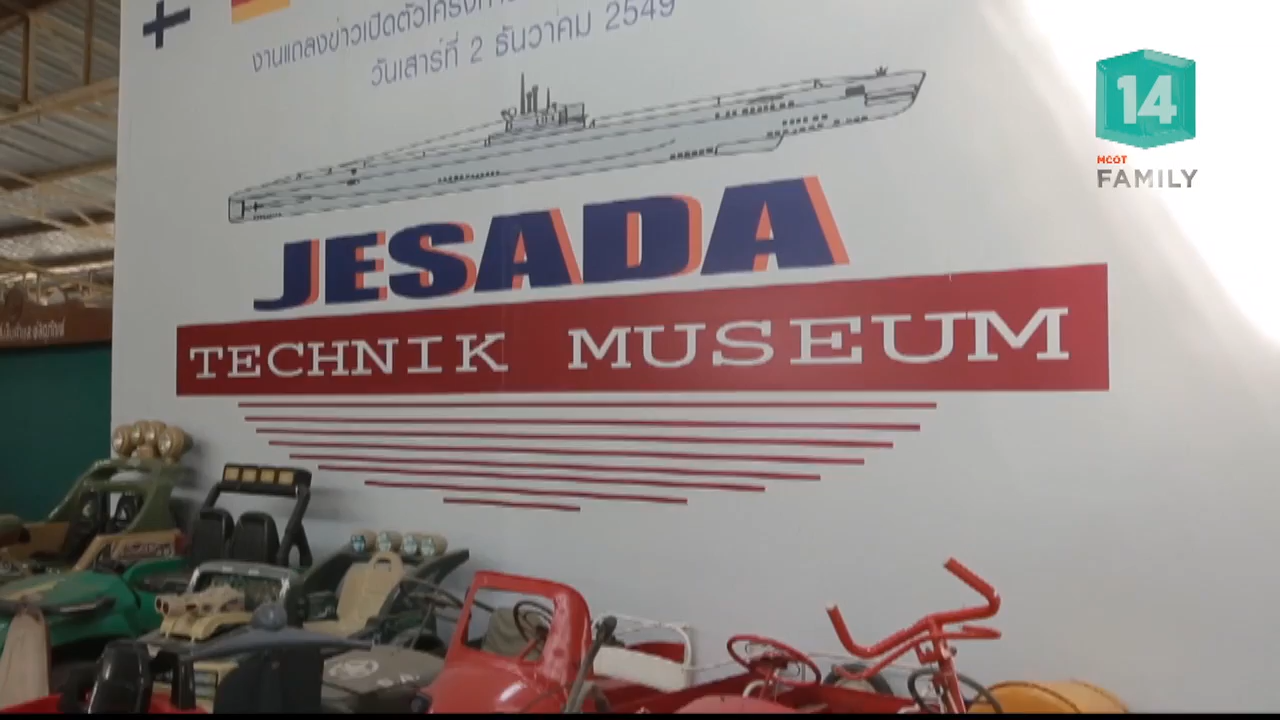 งานแถลงข่าวเปิดตัวโครงการ
วันเสาร์ที่ 2 ธันวาคม 2549
JESADA
TECHNIK MUSEUM
14
MCOT
FAMILY